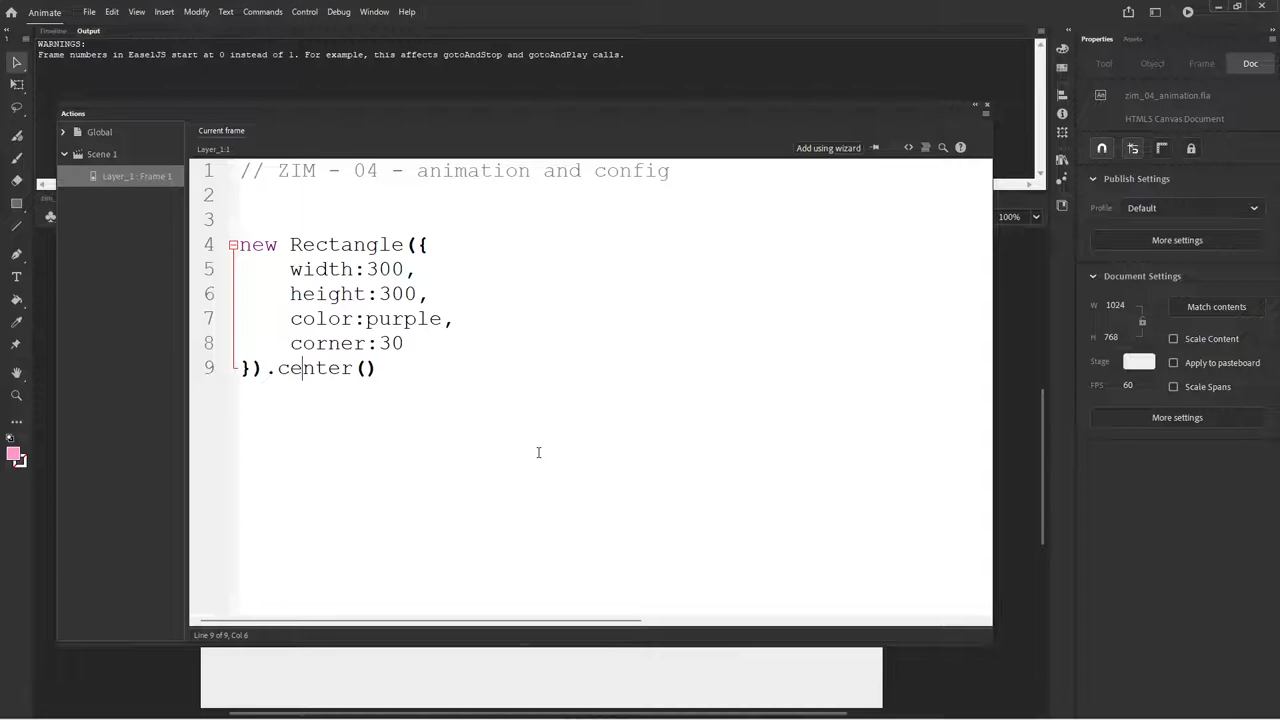 Animate File Edit View Insert Modify Text Commands Control Debug Window Help
Timeline Output
WARNINGS:
Frame numbers in EaselJS start at 0 instead of 1. For example, this affects gotoAndStop and gotoAndPlay calls.
Properties Assets
Tool Object Frame Doc
zim_04_animation.fla
HTML5 Canvas Document
Publish Settings
Profile Default
More settings
Document Settings
W 1024 Match contents
H 768 Scale Content
Stage Apply to pasteboard
FPS 60 Scale Spans
More settings
100%
Actions
Global
Scene 1
Layer_1 : Frame 1
Current frame
Layer_1:1
Add using wizard
1 // ZIM - 04 - animation and config
2
3
4 new Rectangle({
5 width:300,
6 height:300,
7 color:purple,
8 corner:30
9 }).center()
Line 9 of 9, Col 6